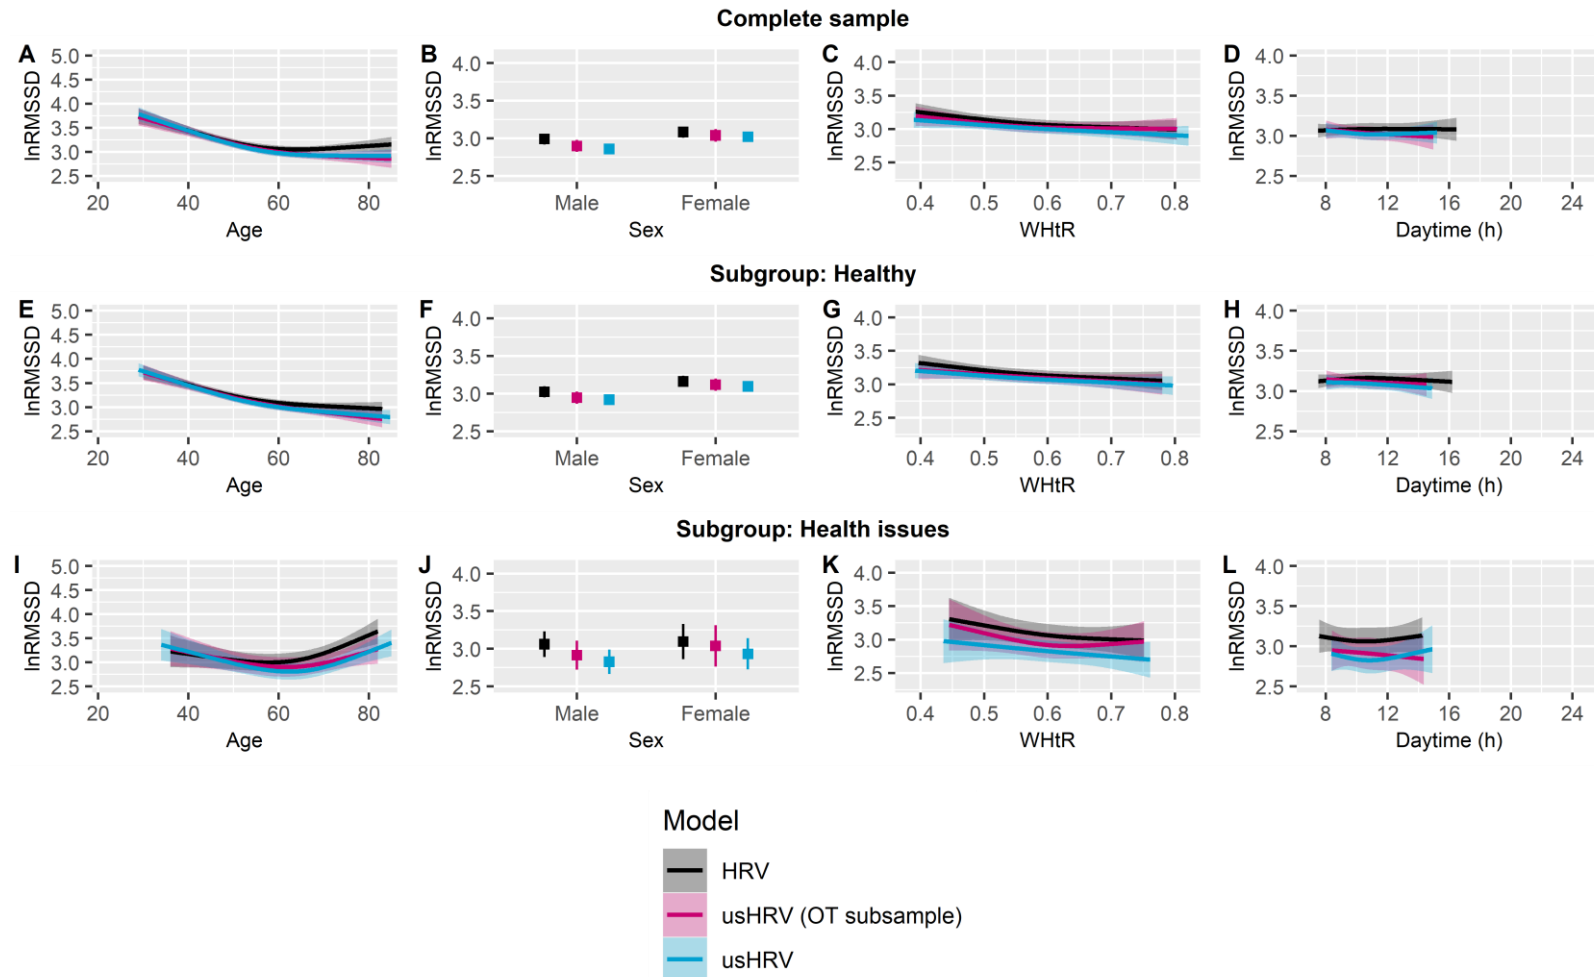 Complete sample
A B C D
lnRMSSD 5.0 4.5 4.0 3.5 3.0 2.5
20 40 60 80
Age
lnRMSSD 4.0 3.5 3.0 2.5
Male Female
Sex
lnRMSSD 4.0 3.5 3.0 2.5
0.4 0.5 0.6 0.7 0.8
WHtR
lnRMSSD 4.0 3.5 3.0 2.5
8 12 16 20 24
Daytime (h)
Subgroup: Healthy
E F G H
lnRMSSD 5.0 4.5 4.0 3.5 3.0 2.5
20 40 60 80
Age
lnRMSSD 4.0 3.5 3.0 2.5
Male Female
Sex
lnRMSSD 4.0 3.5 3.0 2.5
0.4 0.5 0.6 0.7 0.8
WHtR
lnRMSSD 4.0 3.5 3.0 2.5
8 12 16 20 24
Daytime (h)
Subgroup: Health issues
I J K L
lnRMSSD 5.0 4.5 4.0 3.5 3.0 2.5
20 40 60 80
Age
lnRMSSD 4.0 3.5 3.0 2.5
Male Female
Sex
lnRMSSD 4.0 3.5 3.0 2.5
0.4 0.5 0.6 0.7 0.8
WHtR
lnRMSSD 4.0 3.5 3.0 2.5
8 12 16 20 24
Daytime (h)
Model
HRV
usHRV (OT subsample)
usHRV